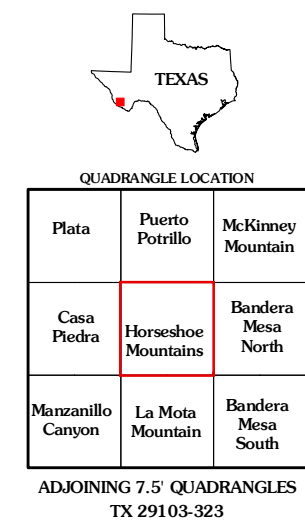 TEXAS
QUADRANGLE LOCATION
Plata
Puerto
Potrillo
McKinney
Mountain
Casa
Piedra
Horseshoe
Mountains
Bandera
Mesa
North
Manzanillo
Canyon
La Mota
Mountain
Bandera
Mesa
South
ADJOINING 7.5' QUADRANGLES
TX 29103-323